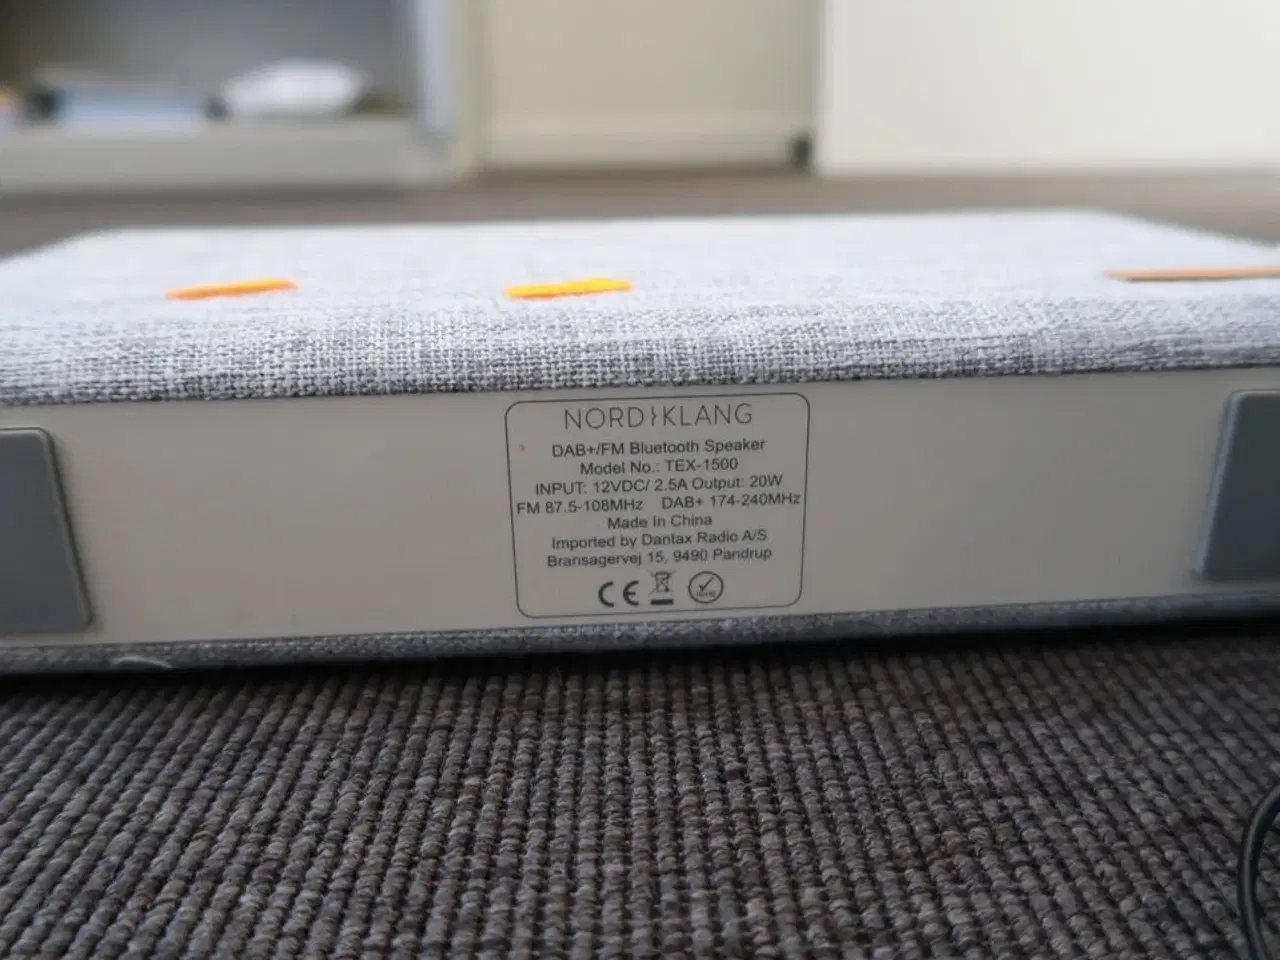 NORDKLANG
DAB+/FM Bluetooth Speaker
Model No.: TEX-1500
INPUT: 12VDC/ 2.5A Output: 20W
FM 87.5-108MHz DAB+ 174-240MHz
Made In China
Imported by Dantax Radio A/S
Bransagervej 15, 9490 Pandrup
CE